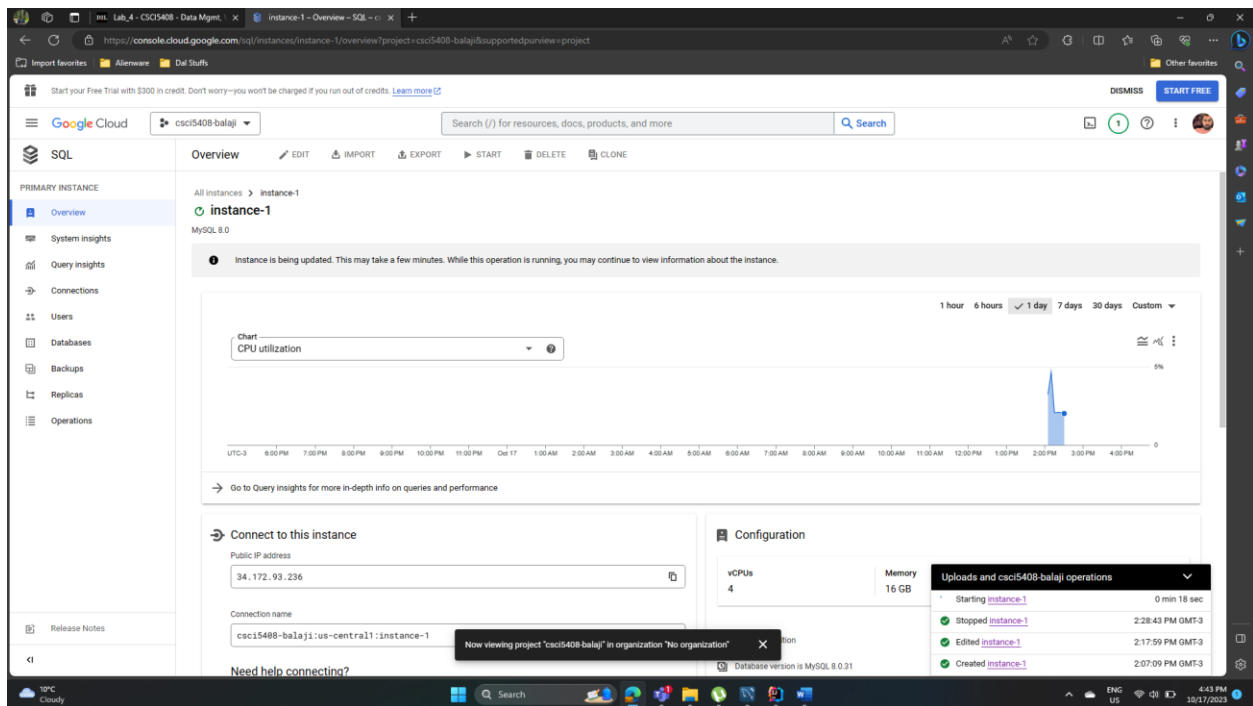 Lab_4 - CSCI5408 - Data Mgmt, \
instance-1 – Overview – SQL – c
https://console.cloud.google.com/sql/instances/instance-1/overview?project=csci5408-balaji&supportedpurview=project
Import favorites Alienware Dal Stuffs Other favorites
Start your Free Trial with $300 in credit. Don't worry—you won't be charged if you run out of credits. Learn more DISMISS START FREE
Google Cloud csci5408-balaji Search (/) for resources, docs, products, and more Search 1
SQL Overview EDIT IMPORT EXPORT START DELETE CLONE
PRIMARY INSTANCE
Overview
System insights
Query insights
Connections
Users
Databases
Backups
Replicas
Operations
Release Notes
All instances > instance-1
instance-1
MySQL 8.0
Instance is being updated. This may take a few minutes. While this operation is running, you may continue to view information about the instance.
1 hour 6 hours 1 day 7 days 30 days Custom
Chart
CPU utilization
5%
0
UTC-3 6:00 PM 7:00 PM 8:00 PM 9:00 PM 10:00 PM 11:00 PM Oct 17 1:00 AM 2:00 AM 3:00 AM 4:00 AM 5:00 AM 6:00 AM 7:00 AM 8:00 AM 9:00 AM 10:00 AM 11:00 AM 12:00 PM 1:00 PM 2:00 PM 3:00 PM 4:00 PM
Go to Query insights for more in-depth info on queries and performance
Connect to this instance
Public IP address
34.172.93.236
Connection name
csci5408-balaji:us-central1:instance-1
Need help connecting?
Configuration
vCPUs Memory
4 16 GB
Database version is MySQL 8.0.31
Now viewing project "csci5408-balaji" in organization "No organization"
Uploads and csci5408-balaji operations
Starting instance-1 0 min 18 sec
Stopped instance-1 2:28:43 PM GMT-3
Edited instance-1 2:17:59 PM GMT-3
Created instance-1 2:07:09 PM GMT-3
10°C
Cloudy
Search
ENG
US
4:43 PM
10/17/2023